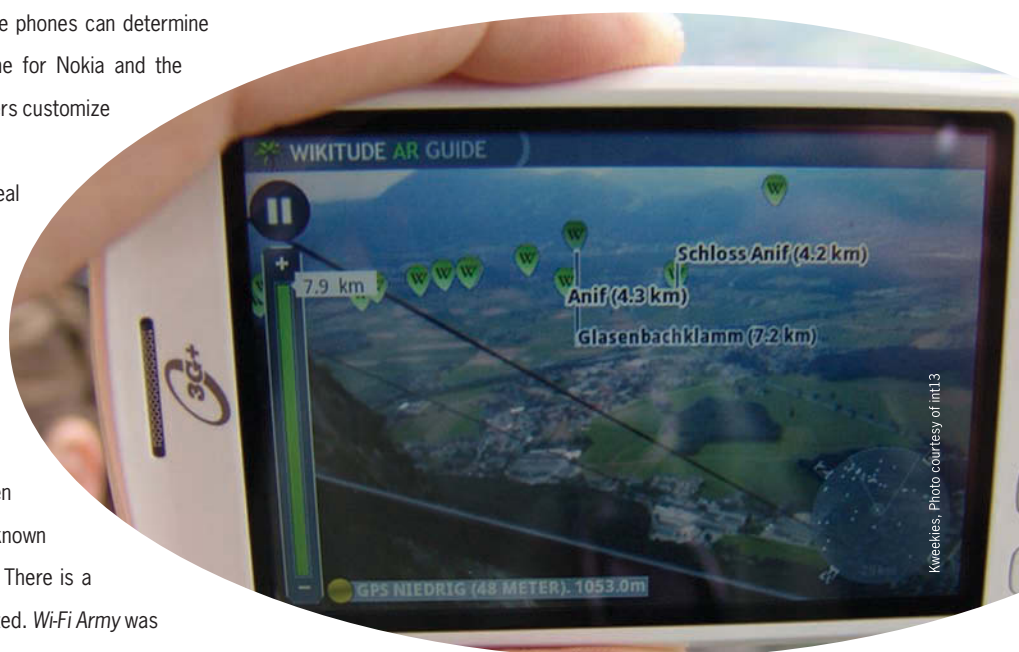 e phones can determine
ne for Nokia and the
rs customize
eal
en
known
There is a
ed. Wi-Fi Army was
WIKITUDE AR GUIDE
+
7.9 km
Schloss Anif (4.2 km)
Anif (4.3 km)
Glasenbachklamm (7.2 km)
GPS NIEDRIG (48 METER). 1053.0m
3G+
Kweekies, Photo courtesy of int13